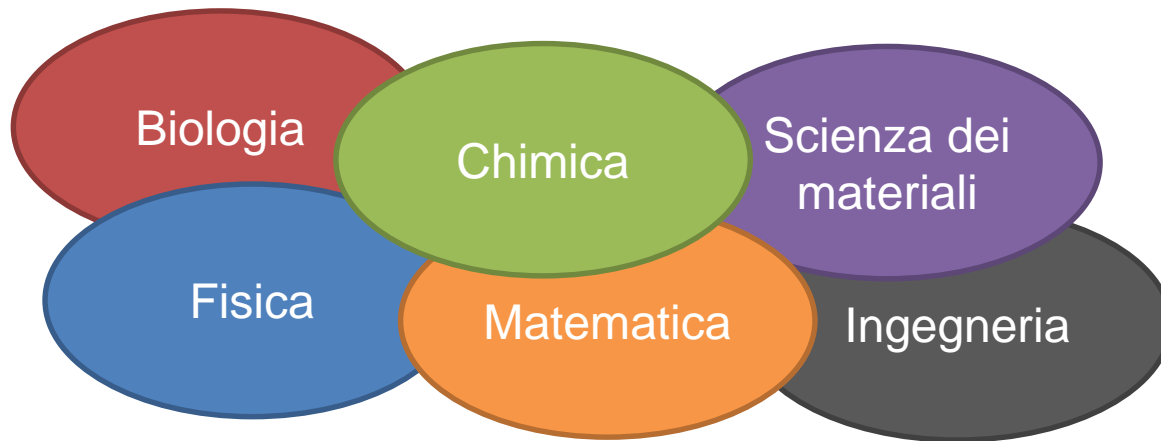 Biologia
Chimica
Scienza dei
materiali
Fisica
Matematica
Ingegneria